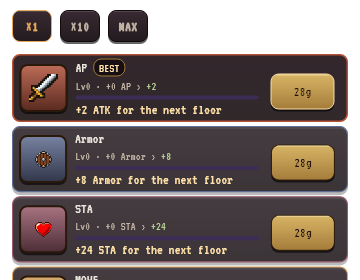 X1 X10 MAX
AP BEST
Lv0 · +0 AP > +2
28g
+2 ATK for the next floor
Armor
Lv0 · +0 Armor > +8
28g
+8 Armor for the next floor
STA
Lv0 · +0 STA > +24
28g
+24 STA for the next floor